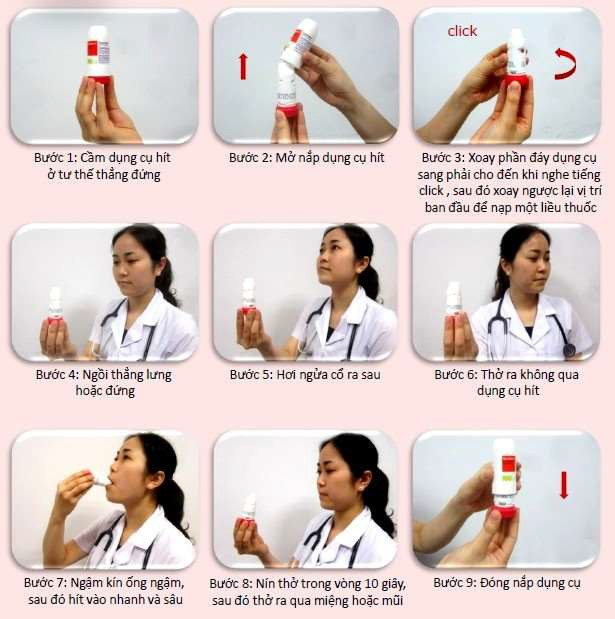 click
Bước 1: Cầm dụng cụ hít
ở tư thế thẳng đứng
Bước 2: Mở nắp dụng cụ hít
Bước 3: Xoay phần đáy dụng cụ
sang phải cho đến khi nghe tiếng
click , sau đó xoay ngược lại vị trí
ban đầu để nạp một liều thuốc
Bước 4: Ngồi thẳng lưng
hoặc đứng
Bước 5: Hơi ngửa cổ ra sau
Bước 6: Thở ra không qua
dụng cụ hít
Bước 7: Ngậm kín ống ngậm,
sau đó hít vào nhanh và sâu
Bước 8: Nín thở trong vòng 10 giây,
sau đó thở ra qua miệng hoặc mũi
Bước 9: Đóng nắp dụng cụ